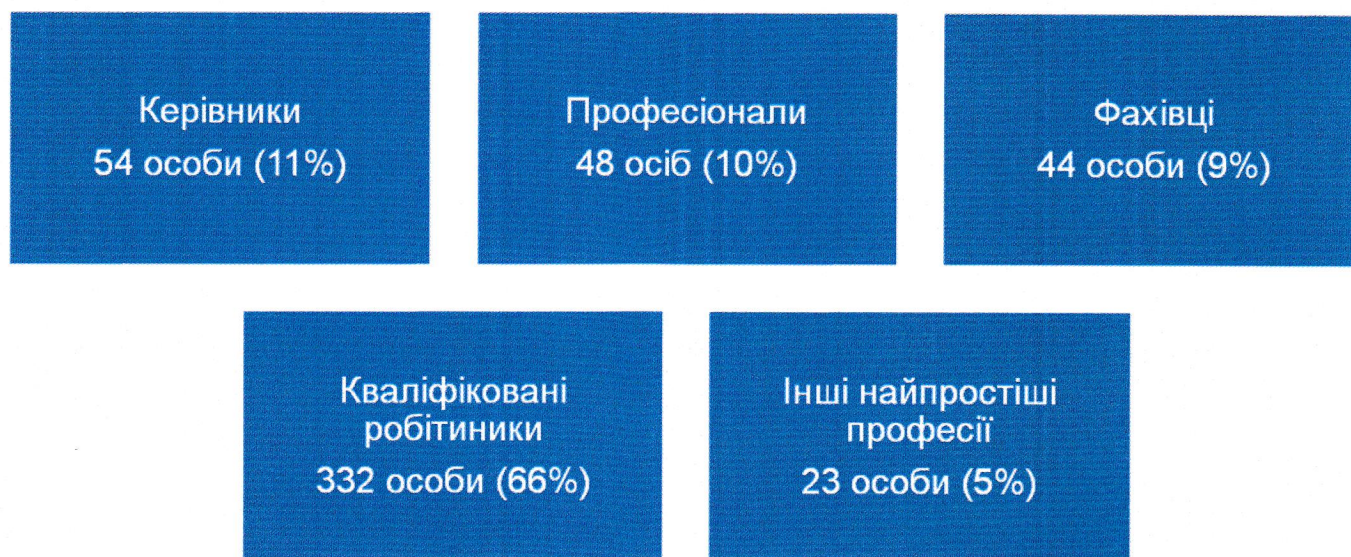 Керівники
54 особи (11%)
Професіонали
48 осіб (10%)
Фахівці
44 особи (9%)
Кваліфіковані
робітиники
332 особи (66%)
Інші найпростіші
професії
23 особи (5%)